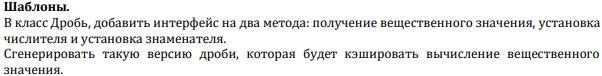 Шаблоны.
В класс Дробь, добавить интерфейс на два метода: получение вещественного значения, установка
числителя и установка знаменателя.
Сгенерировать такую версию дроби, которая будет кэшировать вычисление вещественного
значения.